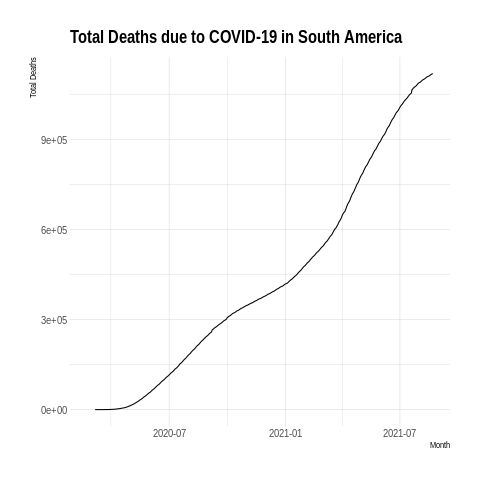 Total Deaths due to COVID-19 in South America
Total Deaths
9e+05
6e+05
3e+05
0e+00
2020-07 2021-01 2021-07
Month